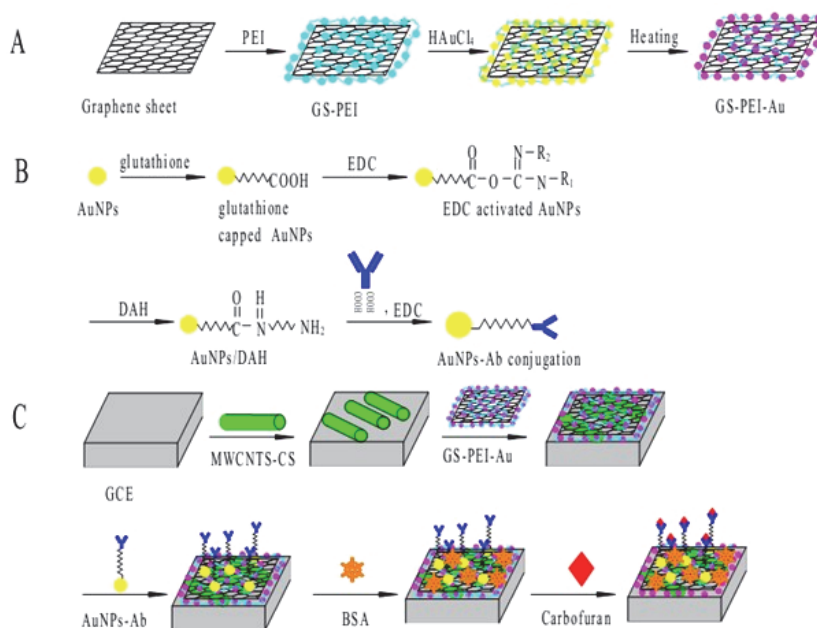 A
PEI
HAuCl₄
Heating
Graphene sheet
GS-PEI
GS-PEI-Au
B
glutathione
EDC
COOH
O
N–R₂
C
O
C
N–R₁
AuNPs
glutathione
capped AuNPs
EDC activated AuNPs
DAH
O
H
C
N
NH₂
COOH
COOH
, EDC
AuNPs/DAH
AuNPs-Ab conjugation
C
MWCNTS-CS
GS-PEI-Au
GCE
AuNPs-Ab
BSA
Carbofuran